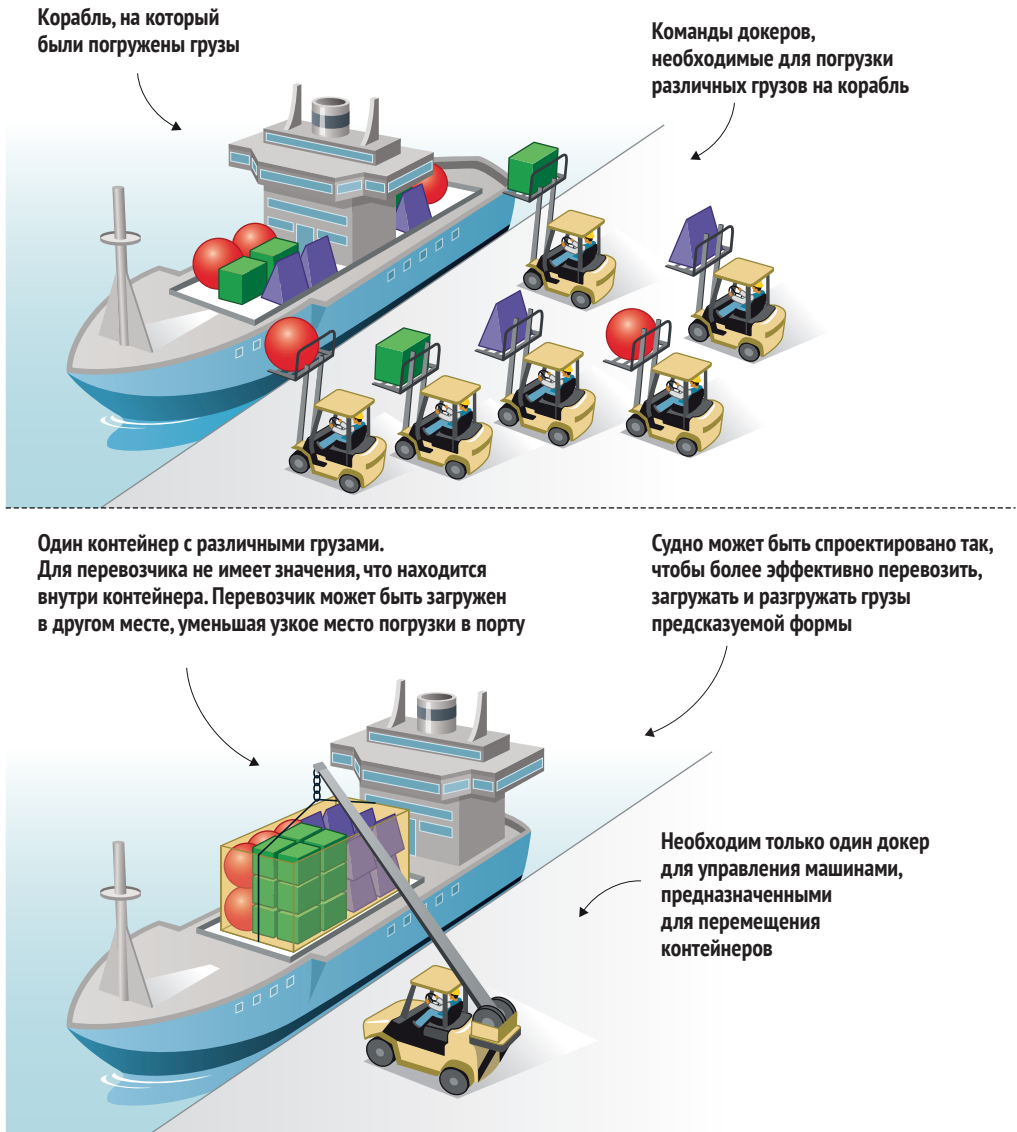 Корабль, на который
были погружены грузы
Команды докеров,
необходимые для погрузки
различных грузов на корабль
Один контейнер с различными грузами.
Для перевозчика не имеет значения, что находится
внутри контейнера. Перевозчик может быть загружен
в другом месте, уменьшая узкое место погрузки в порту
Судно может быть спроектировано так,
чтобы более эффективно перевозить,
загружать и разгружать грузы
предсказуемой формы
Необходим только один докер
для управления машинами,
предназначенными
для перемещения
контейнеров